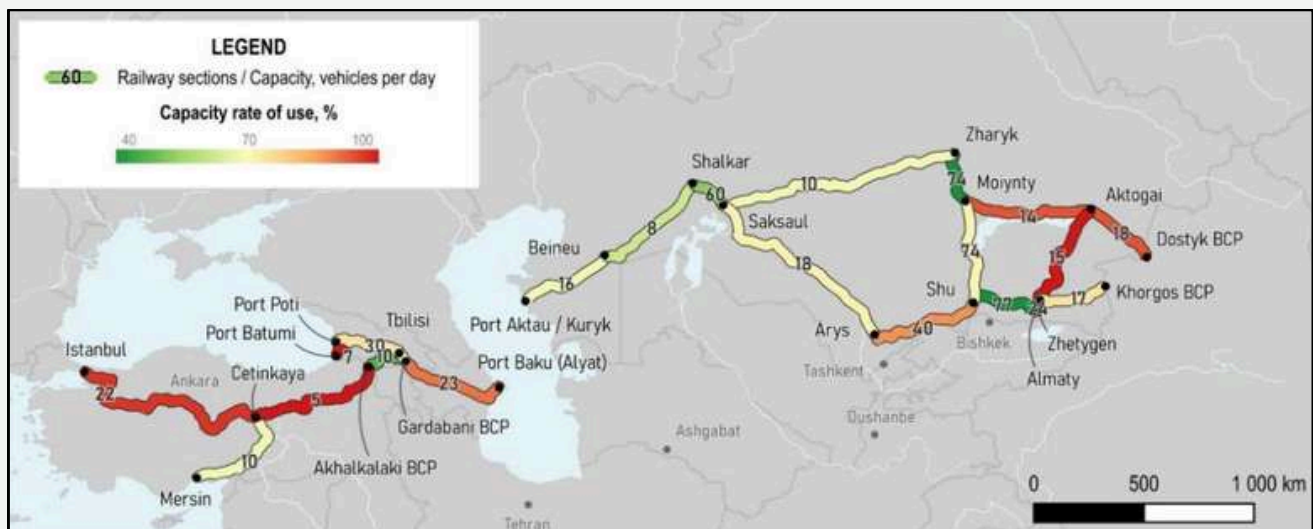 LEGEND
60 Railway sections / Capacity, vehicles per day
Capacity rate of use, %
40 70 100
Zharyk
Shalkar
74
10
60
Moiynty
Aktogai
Saksaul
14
18
Beineu
8
Dostyk BCP
74
15
16
18
Port Poti
Shu
77
24
17
Khorgos BCP
Port Batumi
Tbilisi
Port Aktau / Kuryk
30
Arys
40
Bishkek
Zhetygen
Istanbul
7
10
Port Baku (Alyat)
Tashkent
Ankara
Cetinkaya
23
Almaty
22
5
Gardabani BCP
Dushanbe
Ashgabat
10
Akhalkalaki BCP
Mersin
0 500 1 000 km
Tehran